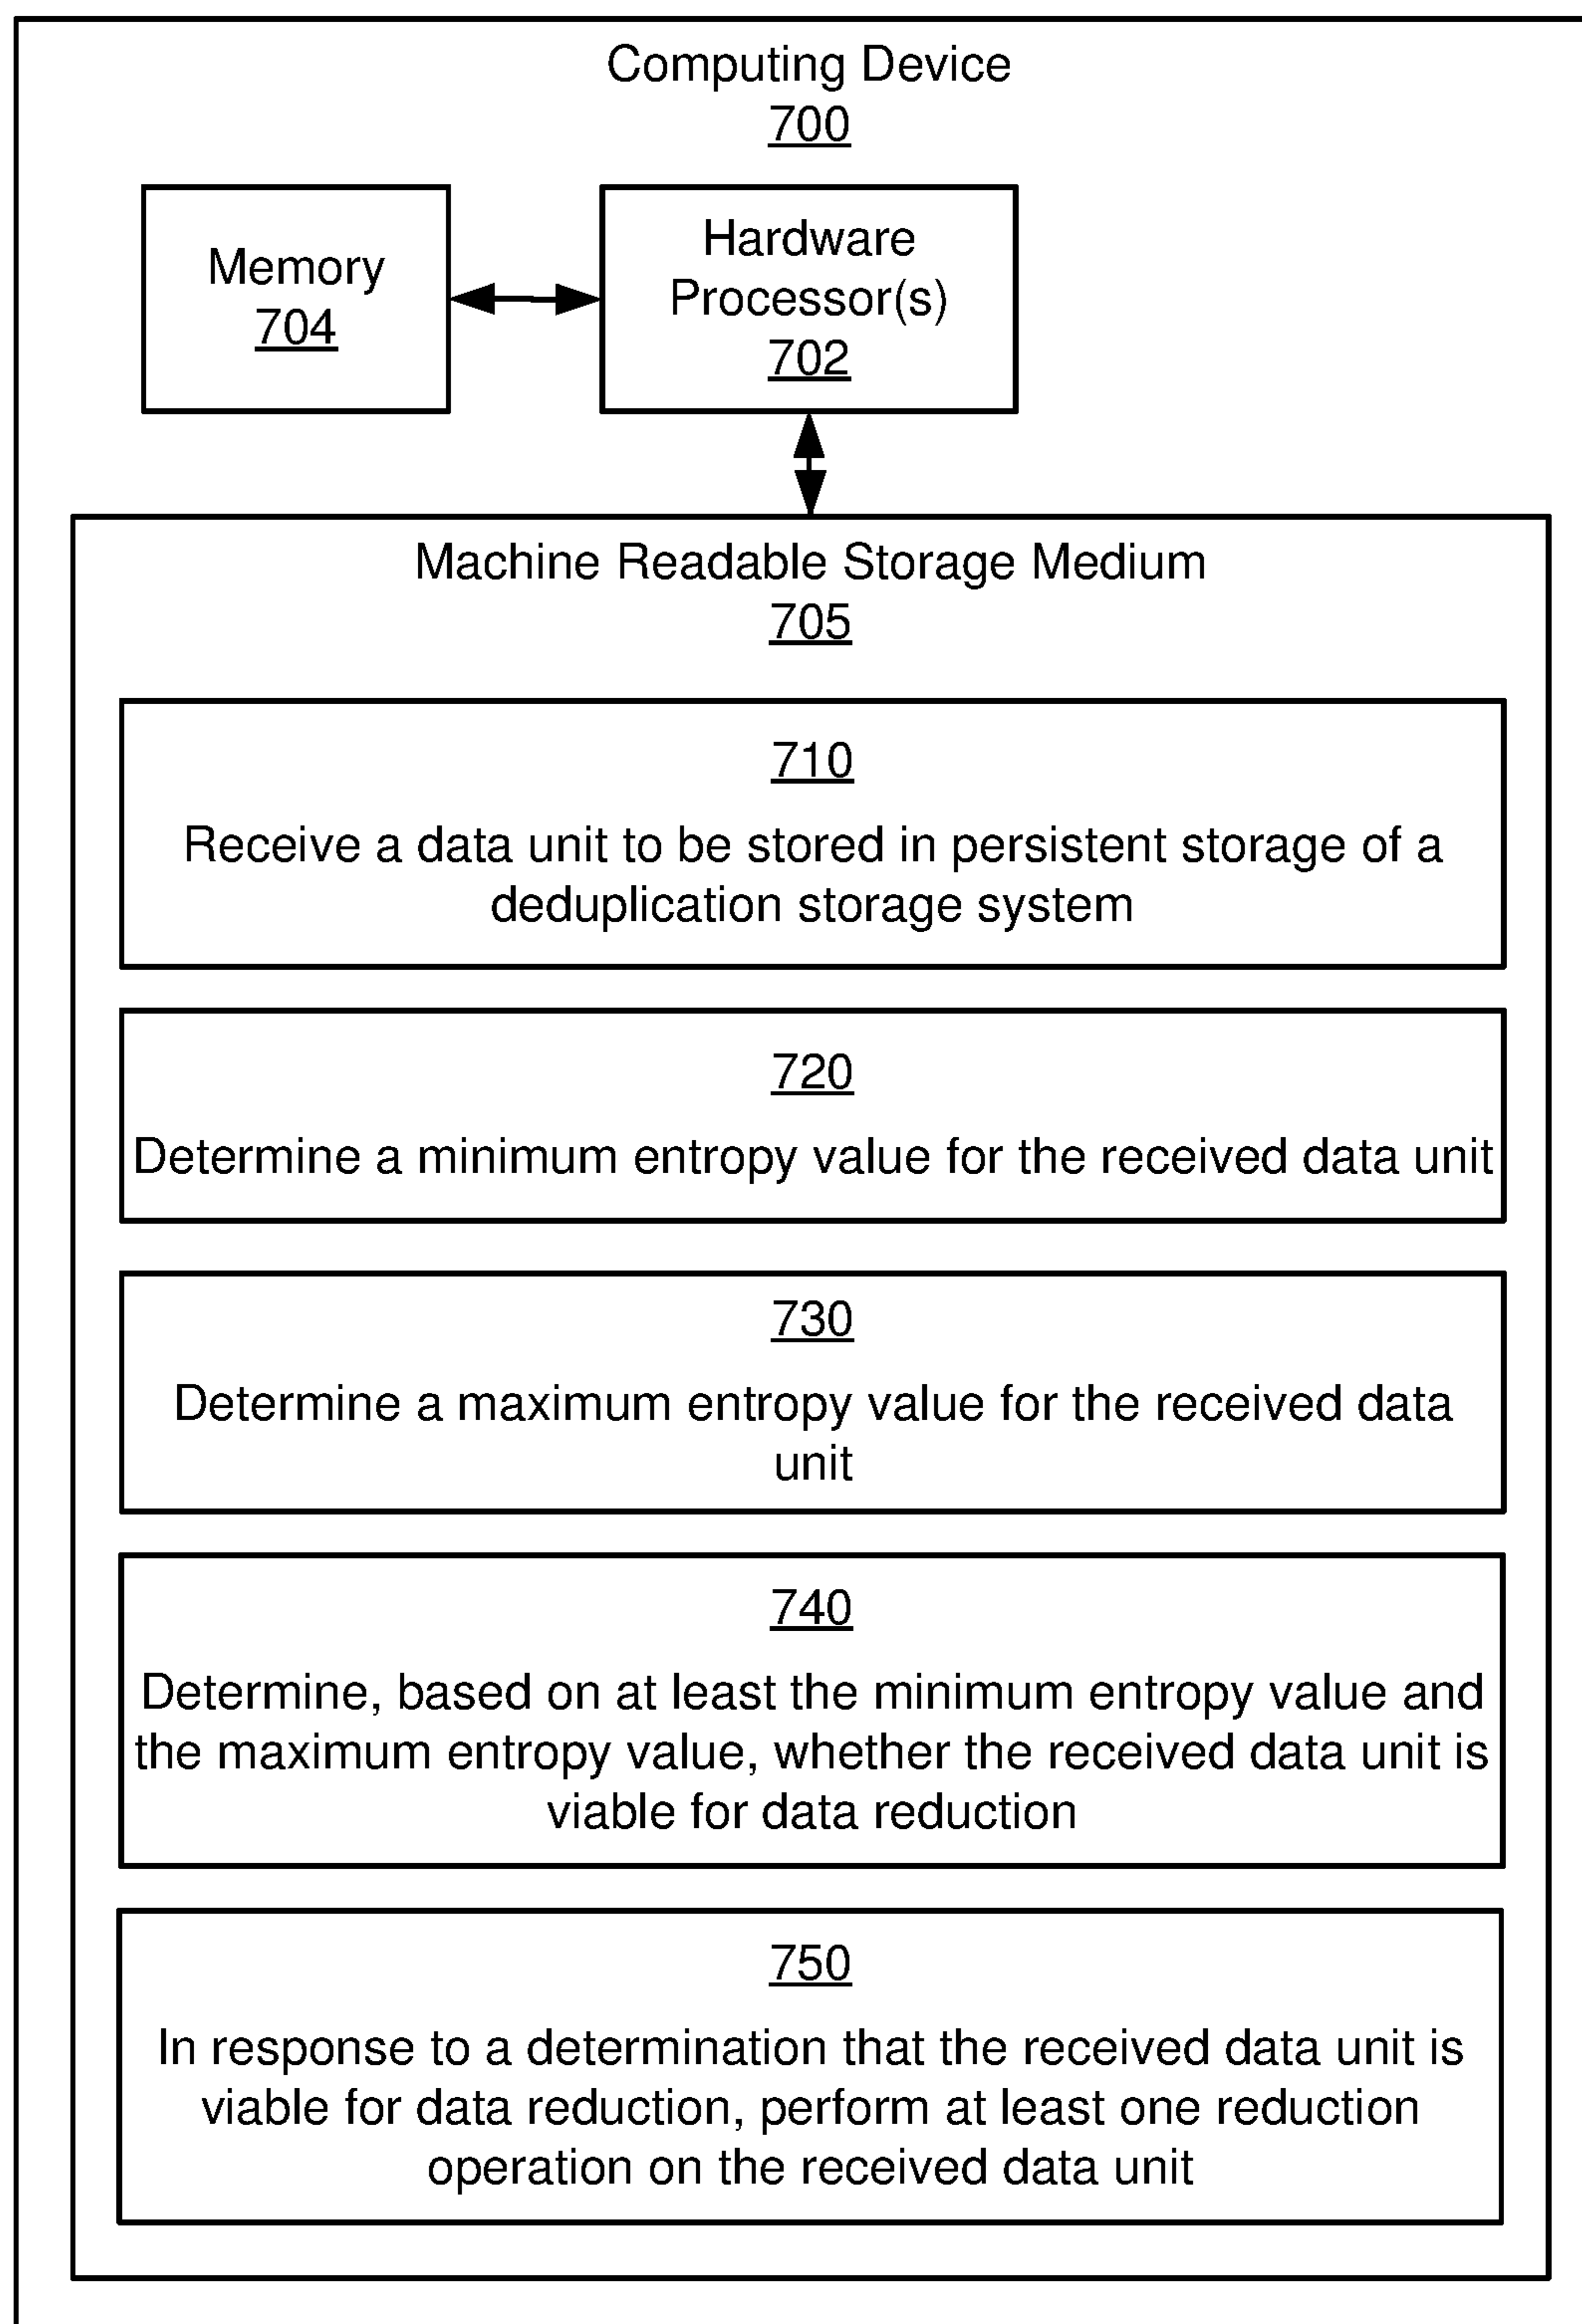 Computing Device
700
Memory
704
Hardware
Processor(s)
702
Machine Readable Storage Medium
705
710
Receive a data unit to be stored in persistent storage of a
deduplication storage system
720
Determine a minimum entropy value for the received data unit
730
Determine a maximum entropy value for the received data
unit
740
Determine, based on at least the minimum entropy value and
the maximum entropy value, whether the received data unit is
viable for data reduction
750
In response to a determination that the received data unit is
viable for data reduction, perform at least one reduction
operation on the received data unit